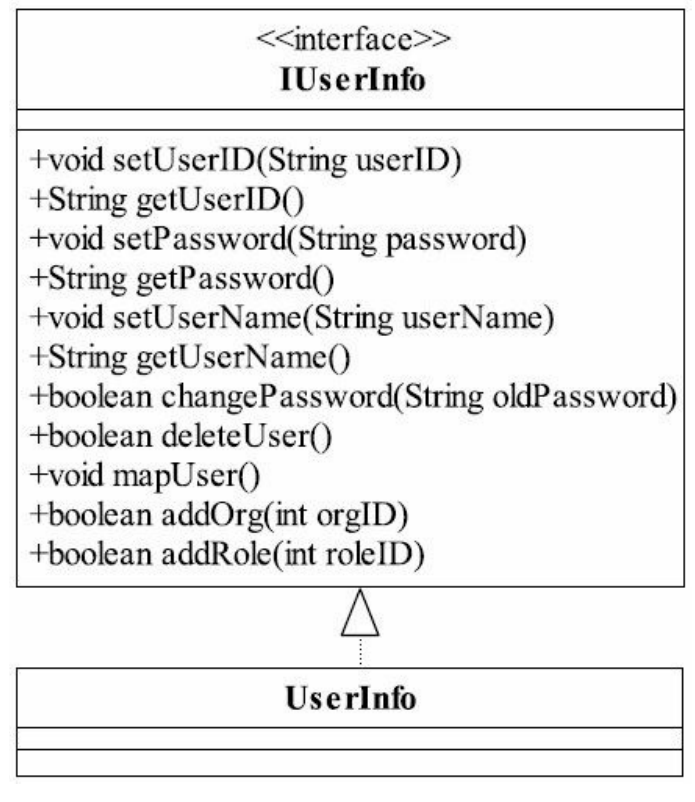 <<interface>>
IUserInfo
+void setUserID(String userID)
+String getUserID()
+void setPassword(String password)
+String getPassword()
+void setUserName(String userName)
+String getUserName()
+boolean changePassword(String oldPassword)
+boolean deleteUser()
+void mapUser()
+boolean addOrg(int orgID)
+boolean addRole(int roleID)
UserInfo